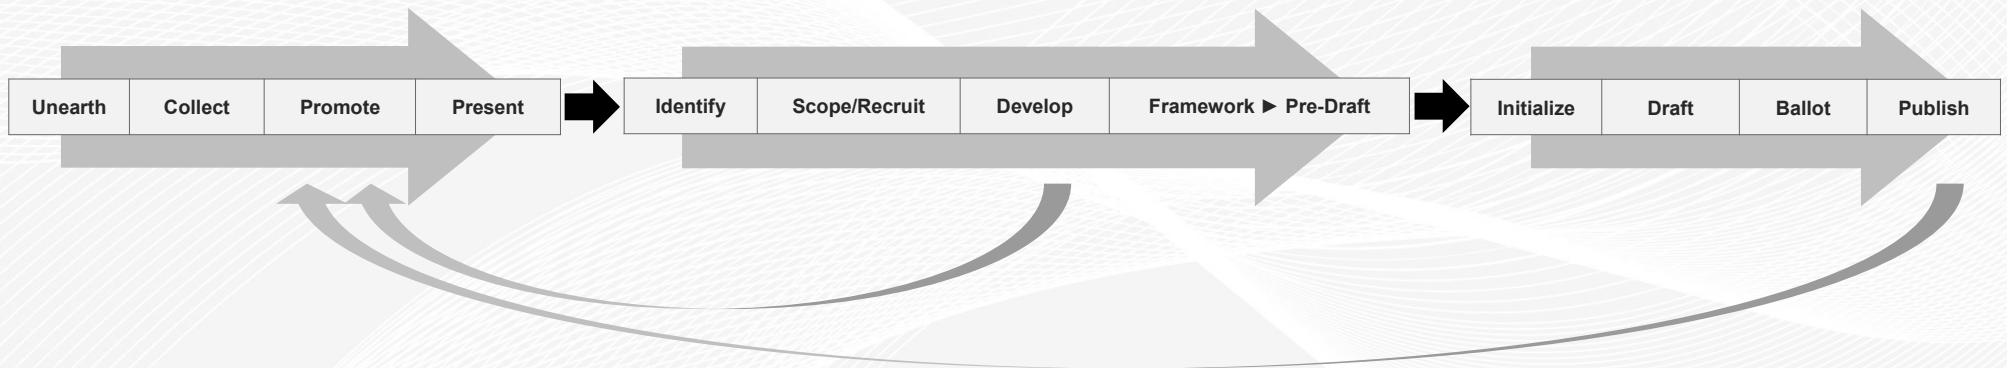 Unearth Collect Promote Present Identify Scope/Recruit Develop Framework ► Pre-Draft Initialize Draft Ballot Publish